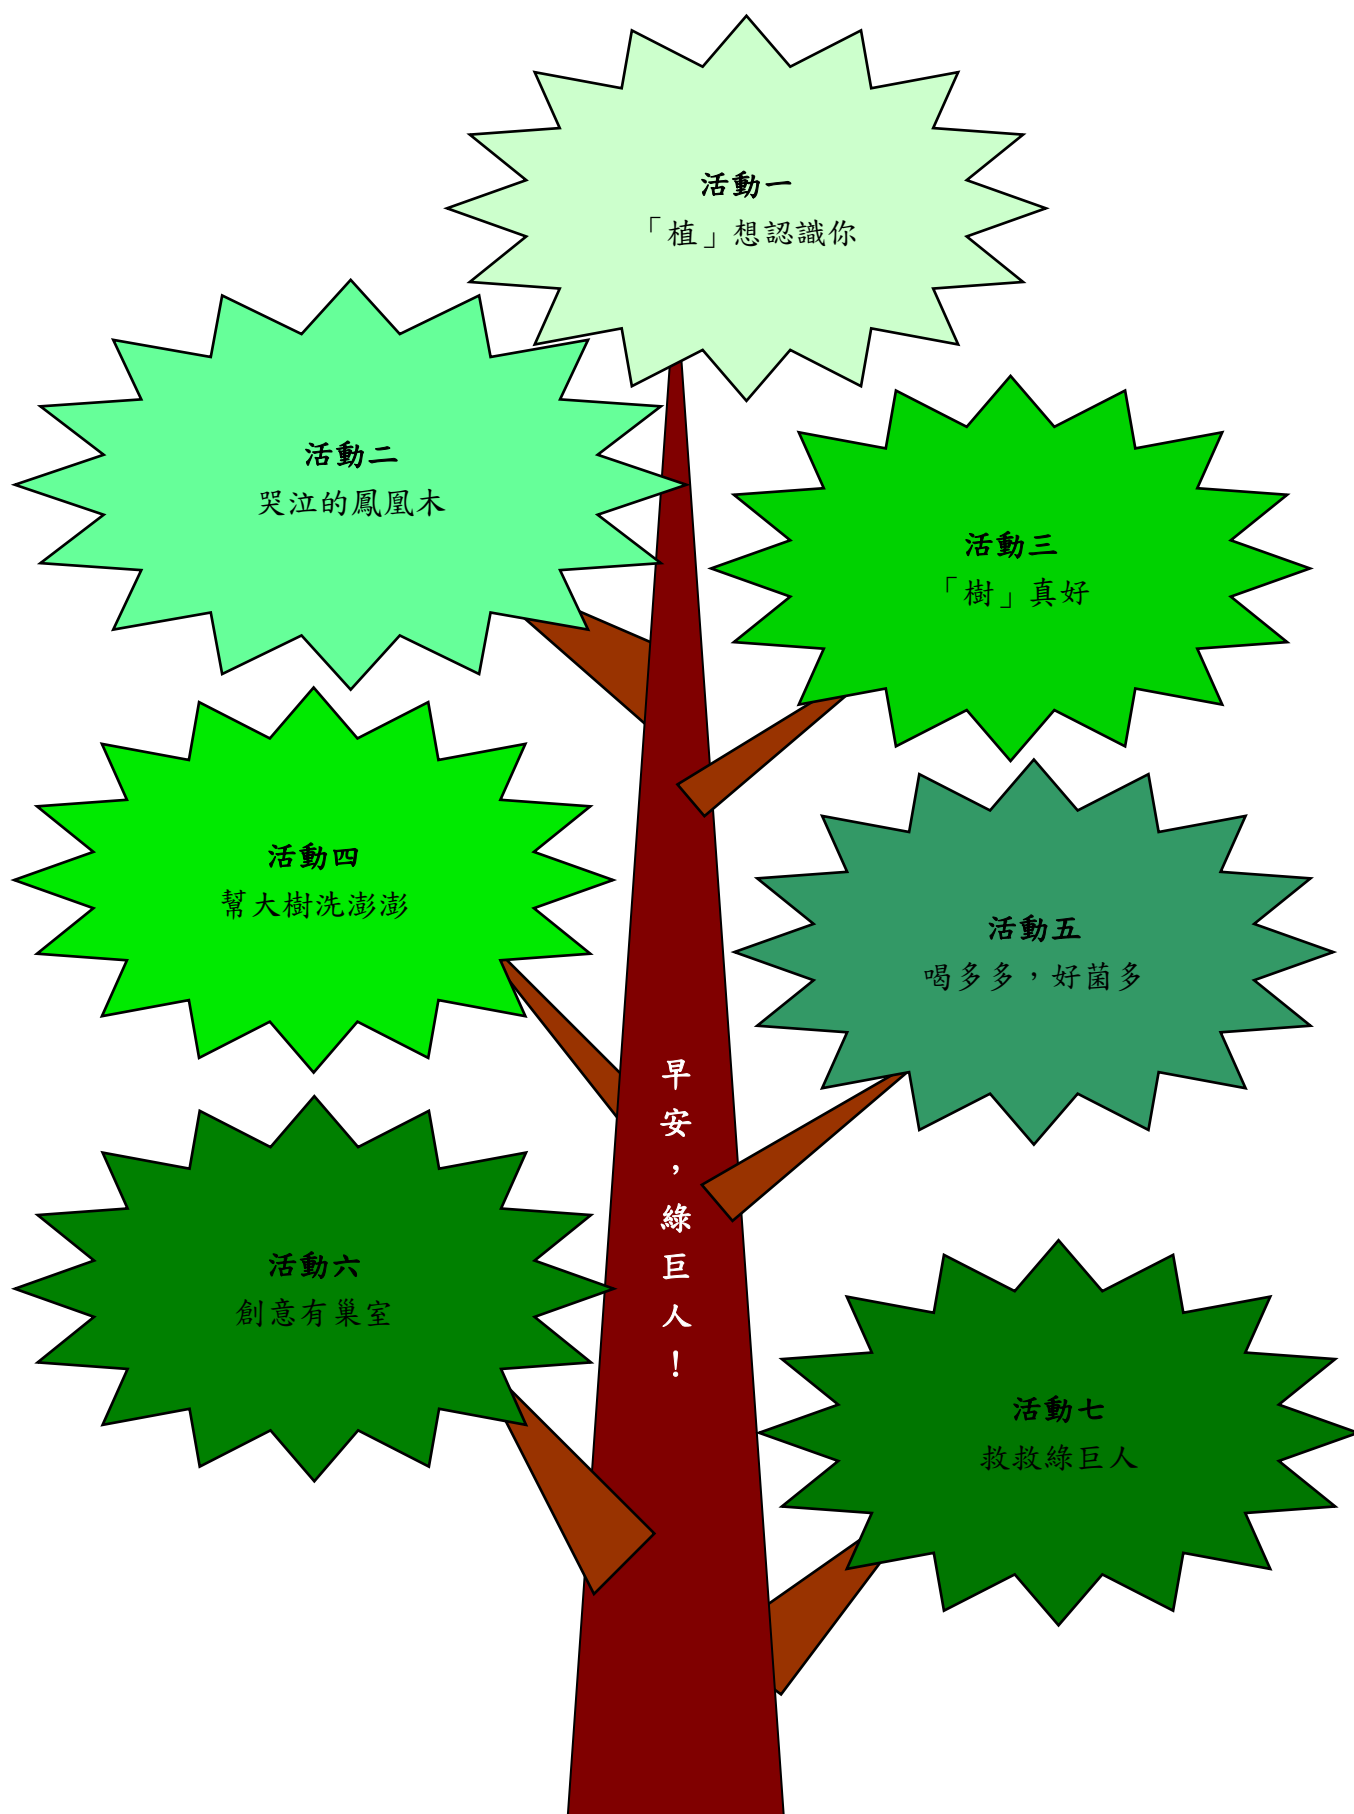 活動一
「植」想認識你
活動二
哭泣的鳳凰木
活動三
「樹」真好
活動四
幫大樹洗澎澎
活動五
喝多多，好菌多
早安，綠巨人！
活動六
創意有巢室
活動七
救救綠巨人